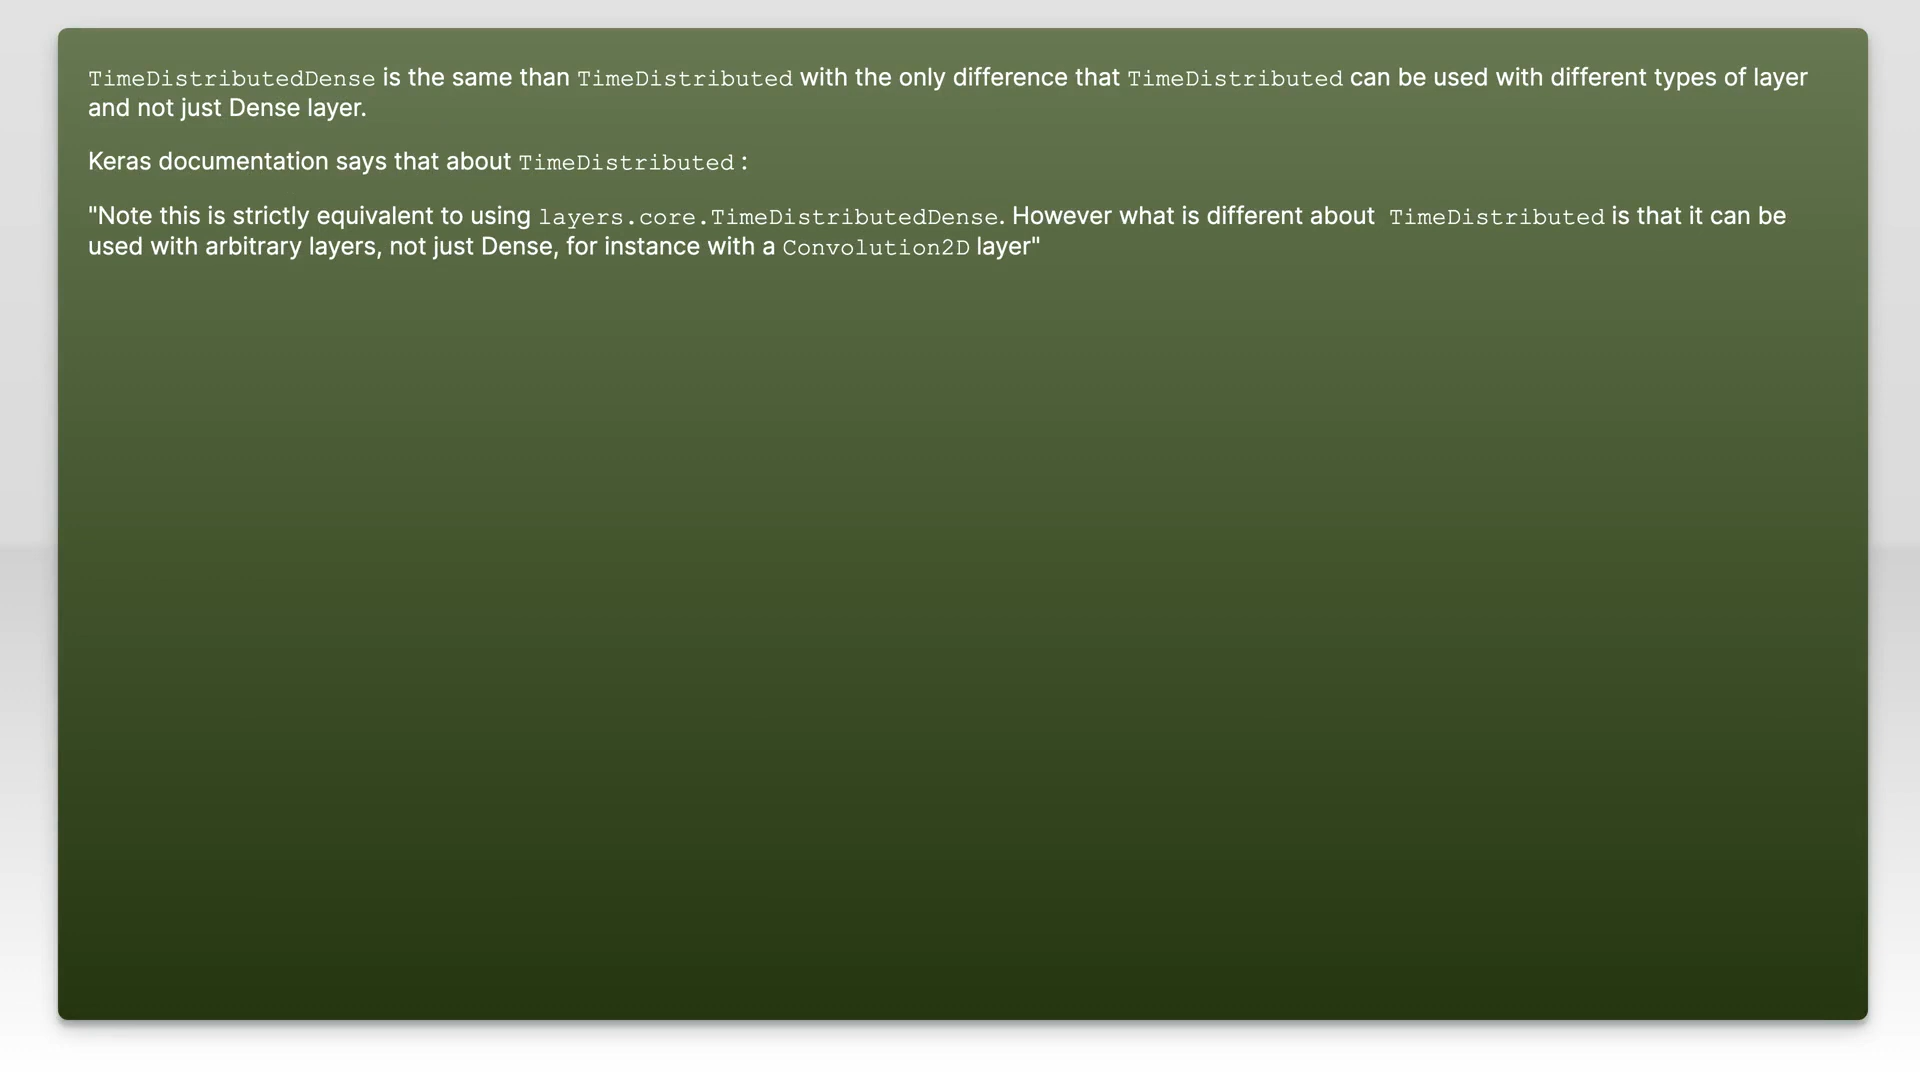 TimeDistributedDense is the same than TimeDistributed with the only difference that TimeDistributed can be used with different types of layer
and not just Dense layer.
Keras documentation says that about TimeDistributed:
"Note this is strictly equivalent to using layers.core.TimeDistributedDense. However what is different about TimeDistributed is that it can be
used with arbitrary layers, not just Dense, for instance with a Convolution2D layer"